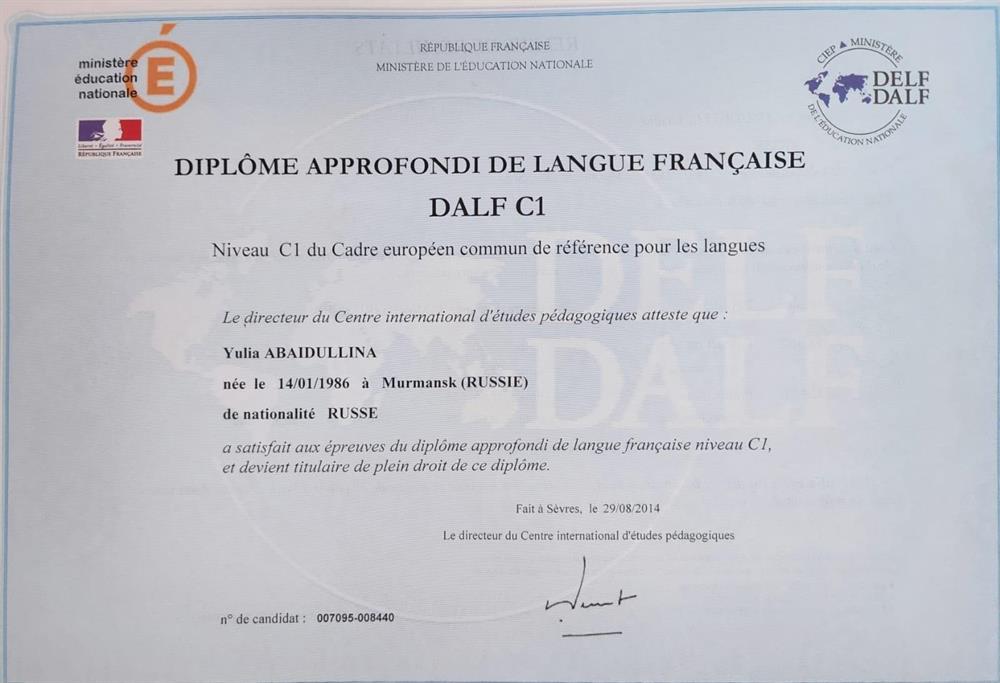 ministère
éducation
nationale
É
Liberté • Égalité • Fraternité
RÉPUBLIQUE FRANÇAISE
RÉPUBLIQUE FRANÇAISE
MINISTÈRE DE L'ÉDUCATION NATIONALE
CIEP MINISTÈRE
DELF
DALF
DE L'ÉDUCATION NATIONALE
DIPLÔME APPROFONDI DE LANGUE FRANÇAISE
DALF C1
Niveau C1 du Cadre européen commun de référence pour les langues
DELF
DALF
Le directeur du Centre international d'études pédagogiques atteste que :
Yulia ABAIDULLINA
née le 14/01/1986 à Murmansk (RUSSIE)
de nationalité RUSSE
a satisfait aux épreuves du diplôme approfondi de langue française niveau C1,
et devient titulaire de plein droit de ce diplôme.
Fait à Sèvres, le 29/08/2014
Le directeur du Centre international d'études pédagogiques
n° de candidat : 007095-008440